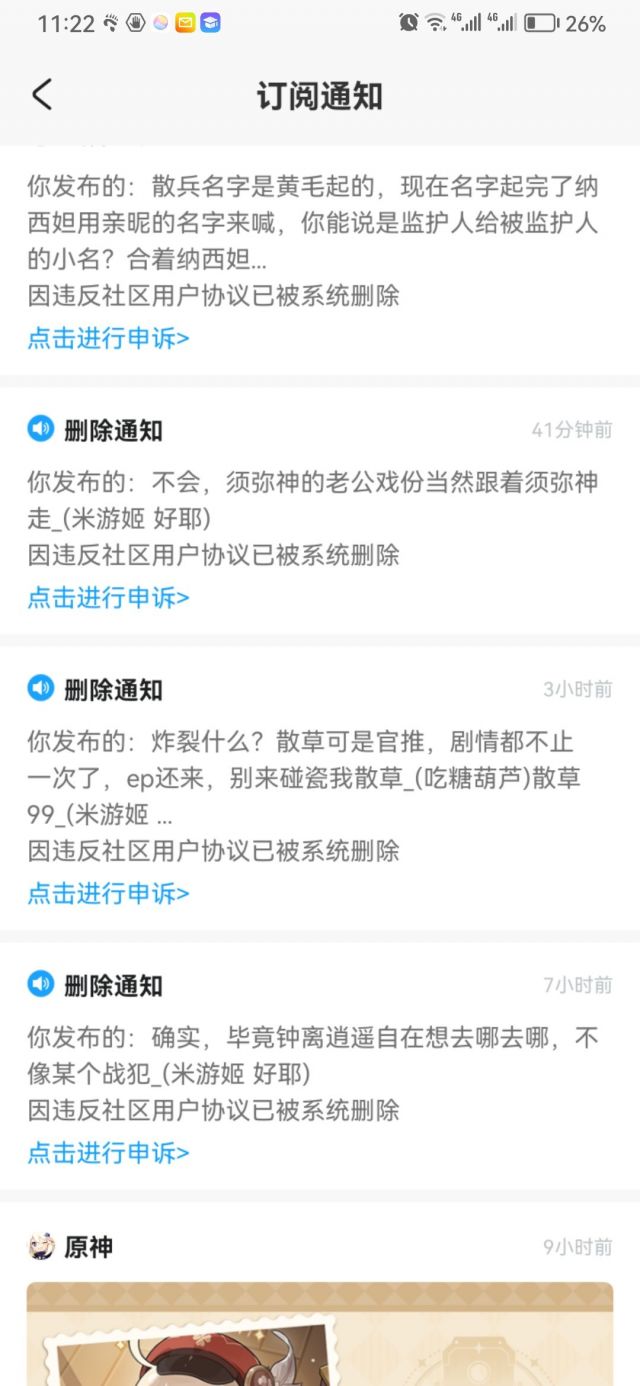 11:22
4G 4G 26%
订阅通知
你发布的：散兵名字是黄毛起的，现在名字起完了纳
西妲用亲昵的名字来喊，你能说是监护人给被监护人
的小名？合着纳西妲...
因违反社区用户协议已被系统删除
点击进行申诉>
删除通知 41分钟前
你发布的：不会，须弥神的老公戏份当然跟着须弥神
走_(米游姬 好耶)
因违反社区用户协议已被系统删除
点击进行申诉>
删除通知 3小时前
你发布的：炸裂什么？散草可是官推，剧情都不止
一次了，ep还来，别来碰瓷我散草_(吃糖葫芦)散草
99_(米游姬 ...
因违反社区用户协议已被系统删除
点击进行申诉>
删除通知 7小时前
你发布的：确实，毕竟钟离逍遥自在想去哪去哪，不
像某个战犯_(米游姬 好耶)
因违反社区用户协议已被系统删除
点击进行申诉>
原神 9小时前